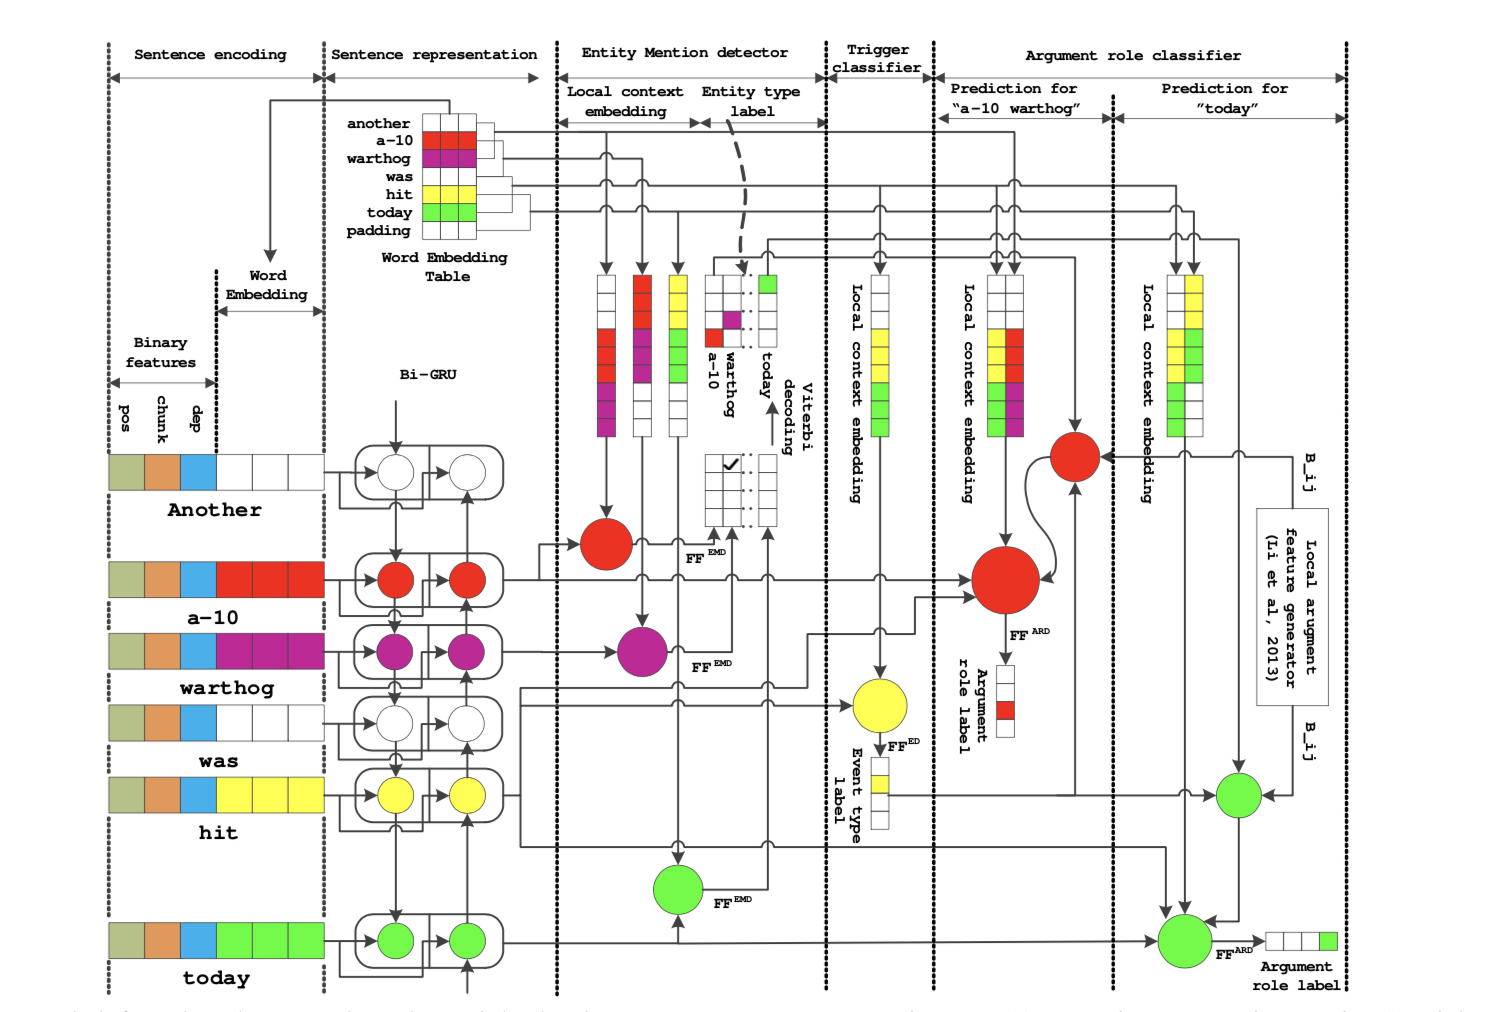 Sentence encoding
Sentence representation
Entity Mention detector
Trigger
classifier
Argument role classifier
Local context
embedding
Entity type
label
Prediction for
“a-10 warthog”
Prediction for
”today”
another
a-10
warthog
was
hit
today
padding
Word Embedding
Table
Word
Embedding
Binary
features
pos
chunk
dep
Bi-GRU
a-10
warthog
today
Viterbi
decoding
Local context embedding
Local context embedding
Local context embedding
B_ij
Local arugment
feature generator
(Li et al, 2013)
B_ij
Another
a-10
warthog
was
hit
today
FF EMD
FF EMD
FF EMD
FF ED
Event type
label
FF ARD
Argument
role label
FF ARD
Argument
role label